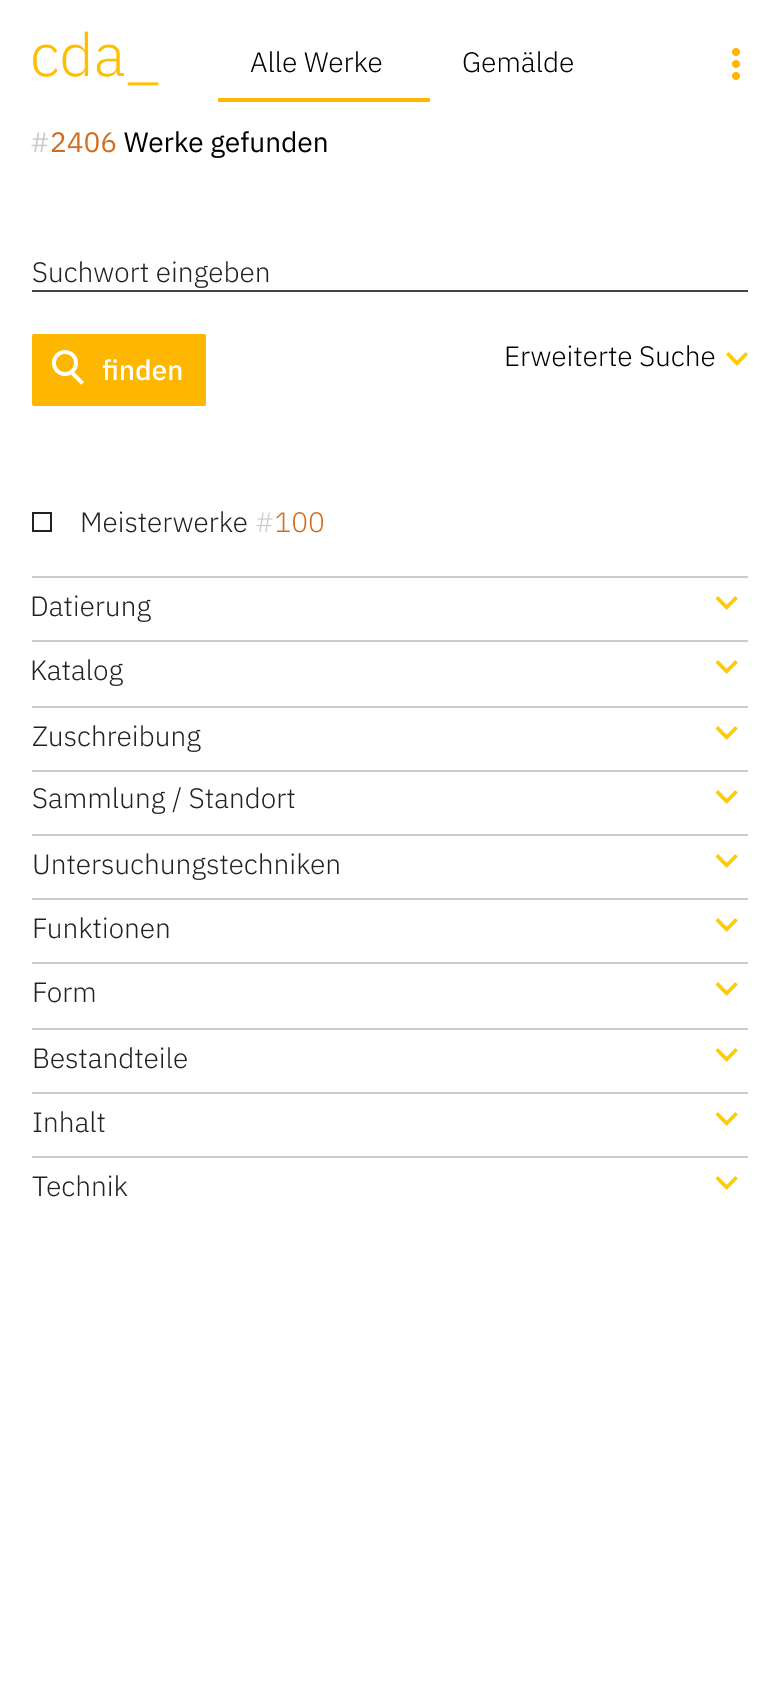 cda_
Alle Werke
Gemälde
#2406 Werke gefunden
Suchwort eingeben
finden
Erweiterte Suche
Meisterwerke #100
Datierung
Katalog
Zuschreibung
Sammlung / Standort
Untersuchungstechniken
Funktionen
Form
Bestandteile
Inhalt
Technik